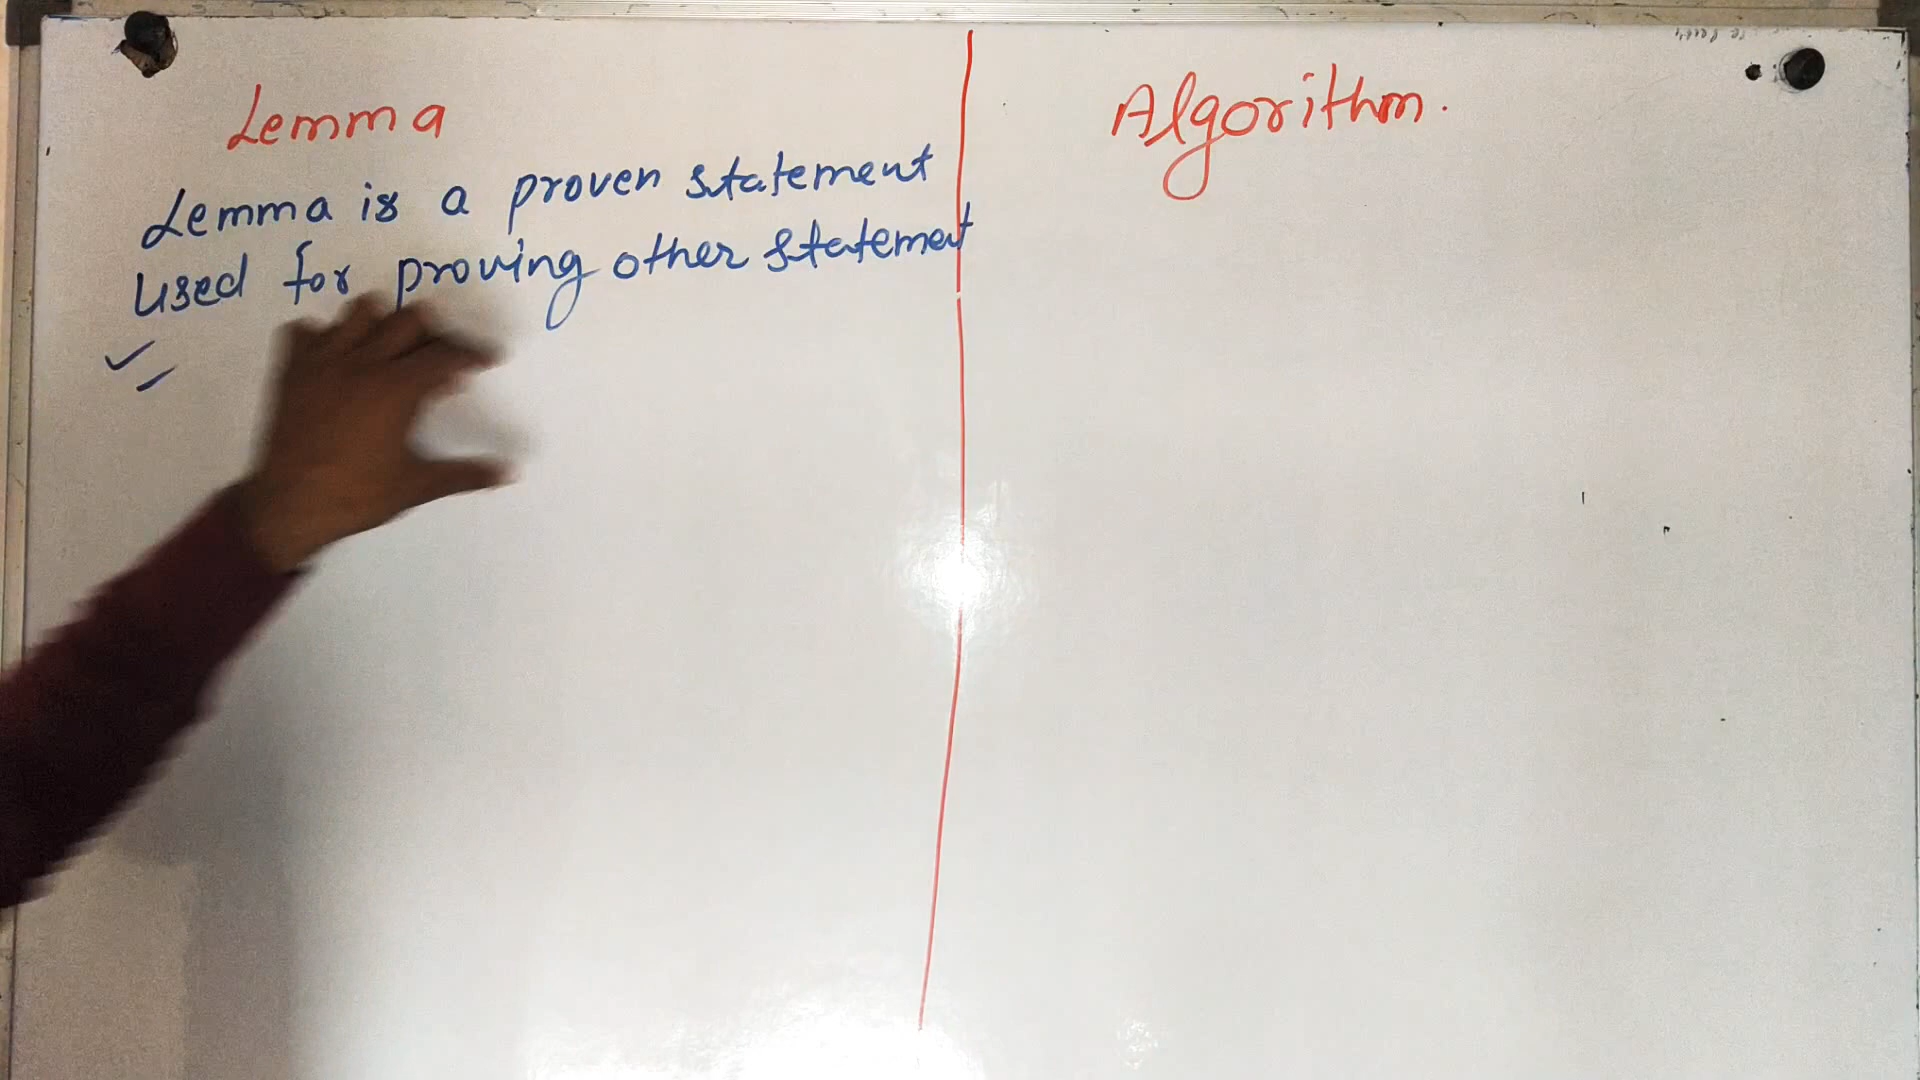 Lemma
Lemma is a proven statement
used for proving other statement
Algorithm.